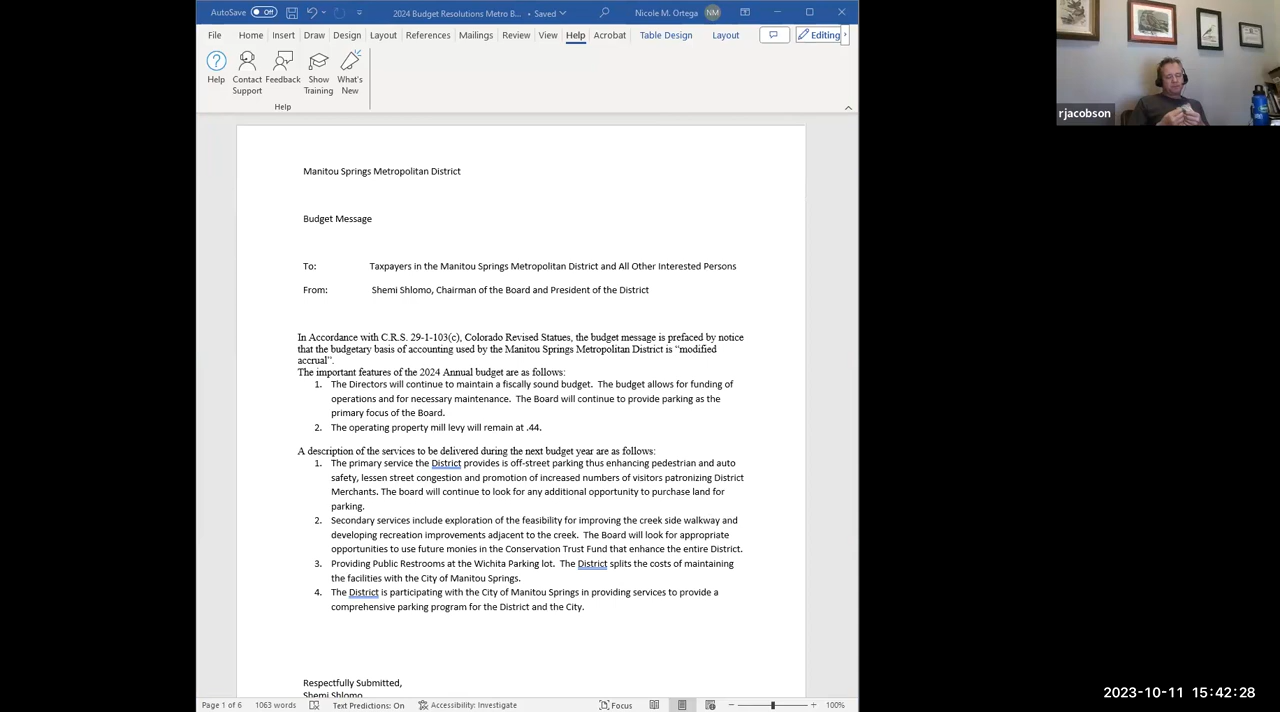 AutoSave Off 2024 Budget Resolutions Metro B... • Saved Nicole M. Ortega NM
File Home Insert Draw Design Layout References Mailings Review View Help Acrobat Table Design Layout Editing
Help Contact Support Feedback Show Training What's New
Help
rjacobson
Manitou Springs Metropolitan District
Budget Message
To: Taxpayers in the Manitou Springs Metropolitan District and All Other Interested Persons
From: Shemi Shlomo, Chairman of the Board and President of the District
In Accordance with C.R.S. 29-1-103(c), Colorado Revised Statues, the budget message is prefaced by notice
that the budgetary basis of accounting used by the Manitou Springs Metropolitan District is “modified
accrual”.
The important features of the 2024 Annual budget are as follows:
1. The Directors will continue to maintain a fiscally sound budget. The budget allows for funding of
operations and for necessary maintenance. The Board will continue to provide parking as the
primary focus of the Board.
2. The operating property mill levy will remain at .44.
A description of the services to be delivered during the next budget year are as follows:
1. The primary service the District provides is off-street parking thus enhancing pedestrian and auto
safety, lessen street congestion and promotion of increased numbers of visitors patronizing District
Merchants. The board will continue to look for any additional opportunity to purchase land for
parking.
2. Secondary services include exploration of the feasibility for improving the creek side walkway and
developing recreation improvements adjacent to the creek. The Board will look for appropriate
opportunities to use future monies in the Conservation Trust Fund that enhance the entire District.
3. Providing Public Restrooms at the Wichita Parking lot. The District splits the costs of maintaining
the facilities with the City of Manitou Springs.
4. The District is participating with the City of Manitou Springs in providing services to provide a
comprehensive parking program for the District and the City.
Respectfully Submitted,
Shemi Shlomo
Page 1 of 6 1063 words Text Predictions: On Accessibility: Investigate Focus 100%
2023-10-11 15:42:28